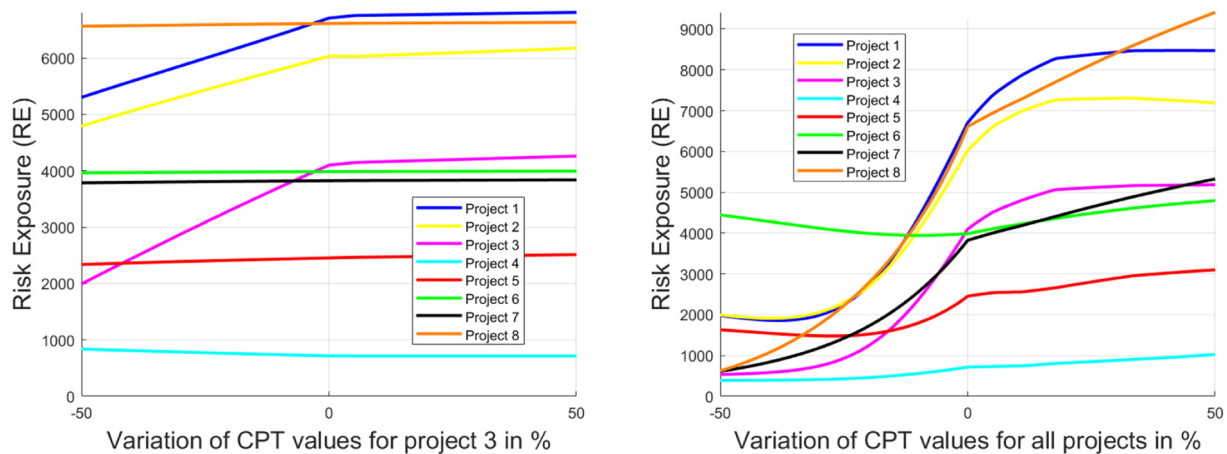 Risk Exposure (RE)
6000
5000
4000
3000
2000
1000
0
-50
0
50
Variation of CPT values for project 3 in %
Project 1
Project 2
Project 3
Project 4
Project 5
Project 6
Project 7
Project 8
Risk Exposure (RE)
9000
8000
7000
6000
5000
4000
3000
2000
1000
0
-50
0
50
Variation of CPT values for all projects in %
Project 1
Project 2
Project 3
Project 4
Project 5
Project 6
Project 7
Project 8